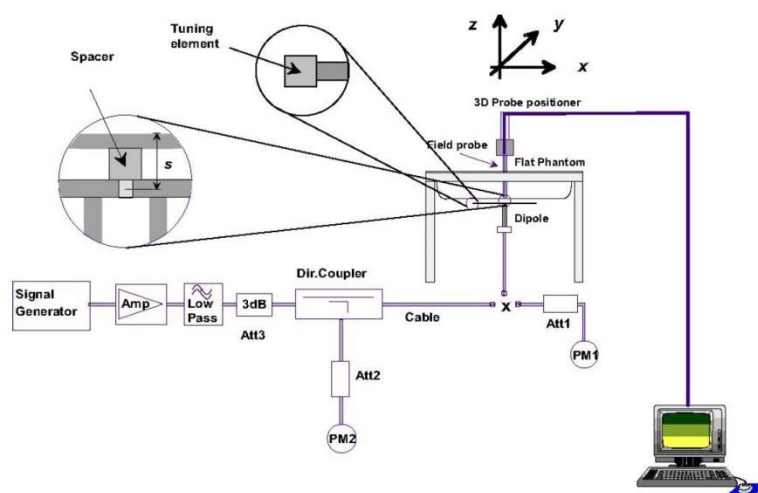 Tuning
element
Spacer
s
z
y
x
3D Probe positioner
Field probe
Flat Phantom
Dipole
Signal
Generator
Amp
Low
Pass
3dB
Att3
Dir.Coupler
Cable
x
Att1
PM1
Att2
PM2